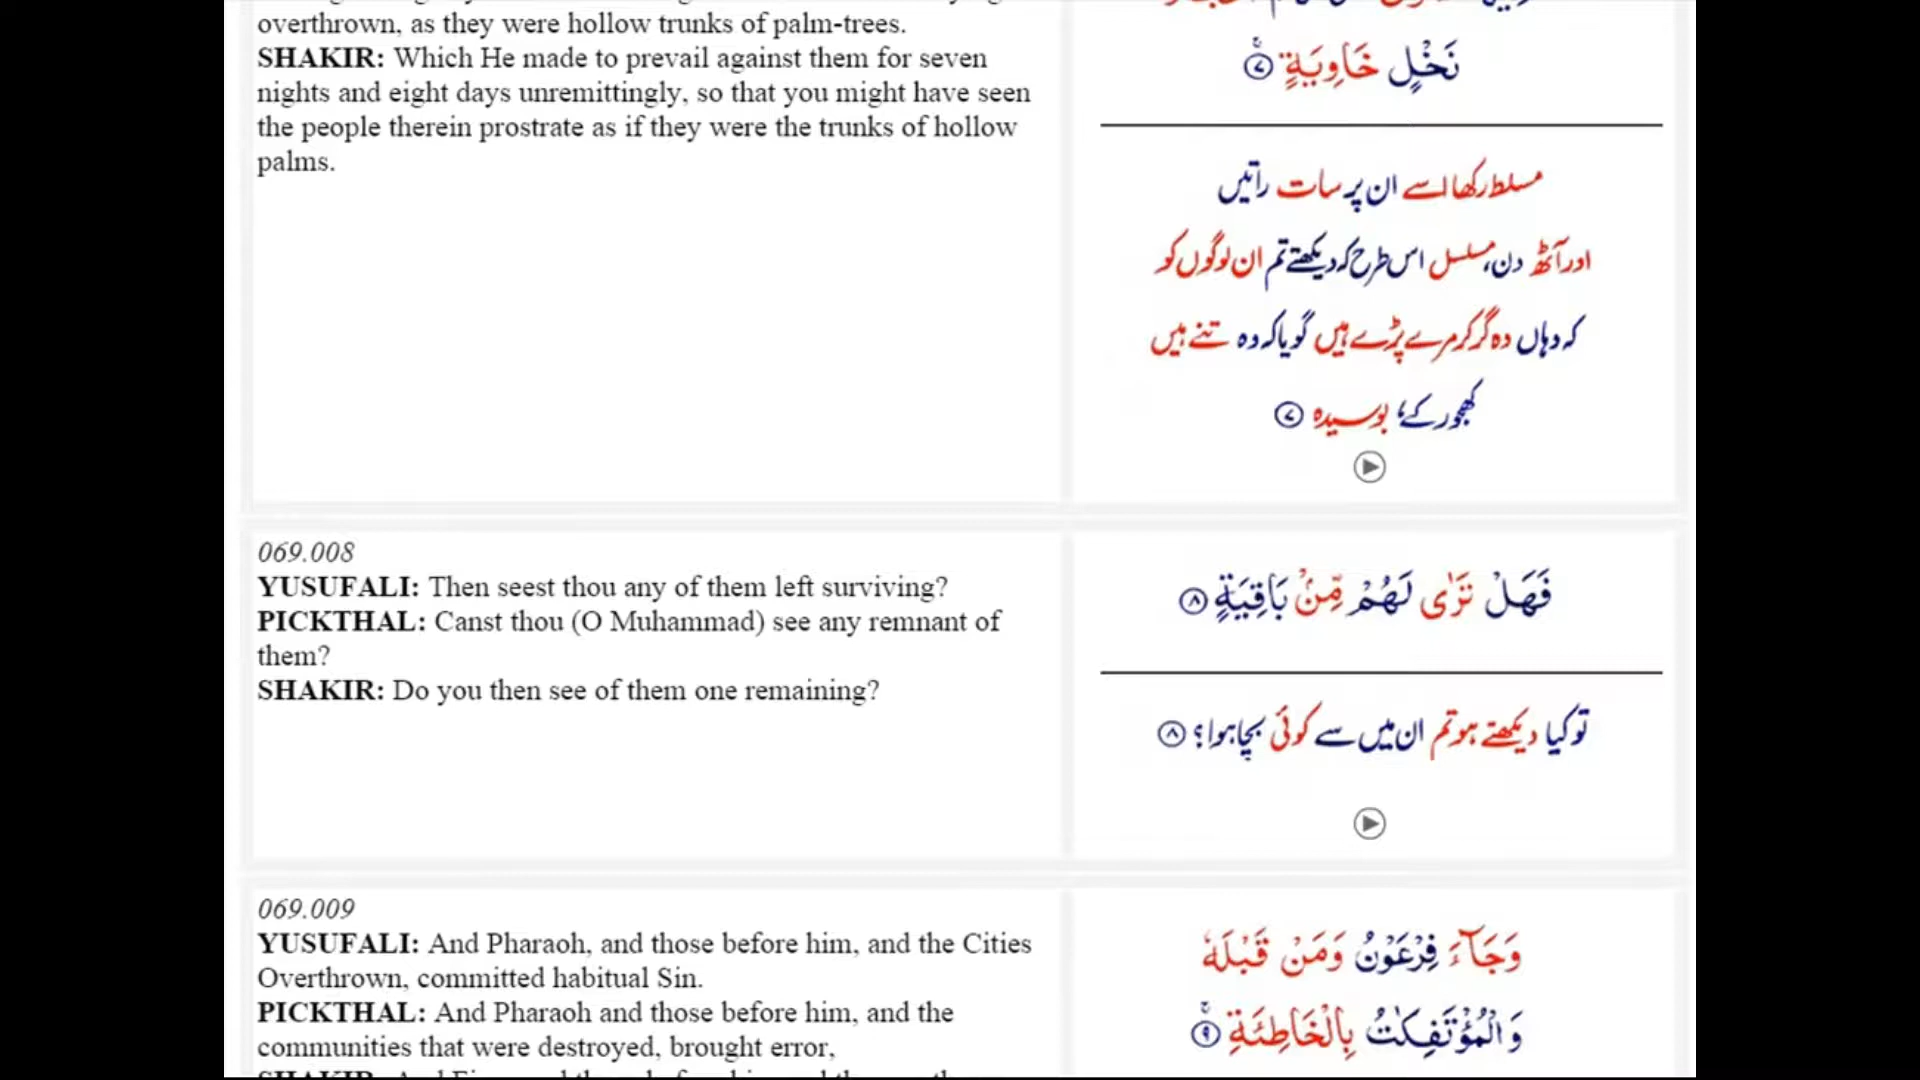 overthrown, as they were hollow trunks of palm-trees.
SHAKIR: Which He made to prevail against them for seven
nights and eight days unremittingly, so that you might have seen
the people therein prostrate as if they were the trunks of hollow
palms.
نَخْلٍ خَاوِيَةٍ ۚ﴿۷﴾
مسلط رکھا اسے ان پر سات راتیں
اور آٹھ دن، مسلسل اس طرح کہ دیکھتے تم ان لوگوں کو
کہ وہاں وہ گر کر مرے پڑے ہیں گویا کہ وہ تنے ہیں
کھجور کے، بوسیدہ ﴿۷﴾
069.008
YUSUFALI: Then seest thou any of them left surviving?
PICKTHAL: Canst thou (O Muhammad) see any remnant of
them?
SHAKIR: Do you then see of them one remaining?
فَهَلْ تَرٰى لَهُمْ مِّنْۢ بَاقِيَةٍ ﴿۸﴾
تو کیا دیکھتے ہو تم ان میں سے کوئی بچا ہوا؟ ﴿۸﴾
069.009
YUSUFALI: And Pharaoh, and those before him, and the Cities
Overthrown, committed habitual Sin.
PICKTHAL: And Pharaoh and those before him, and the
communities that were destroyed, brought error,
وَجَآءَ فِرْعَوْنُ وَمَنْ قَبْلَهٗ
وَالْمُؤْتَفِكٰتُ بِالْخَاطِئَةِ ۚ﴿۹﴾